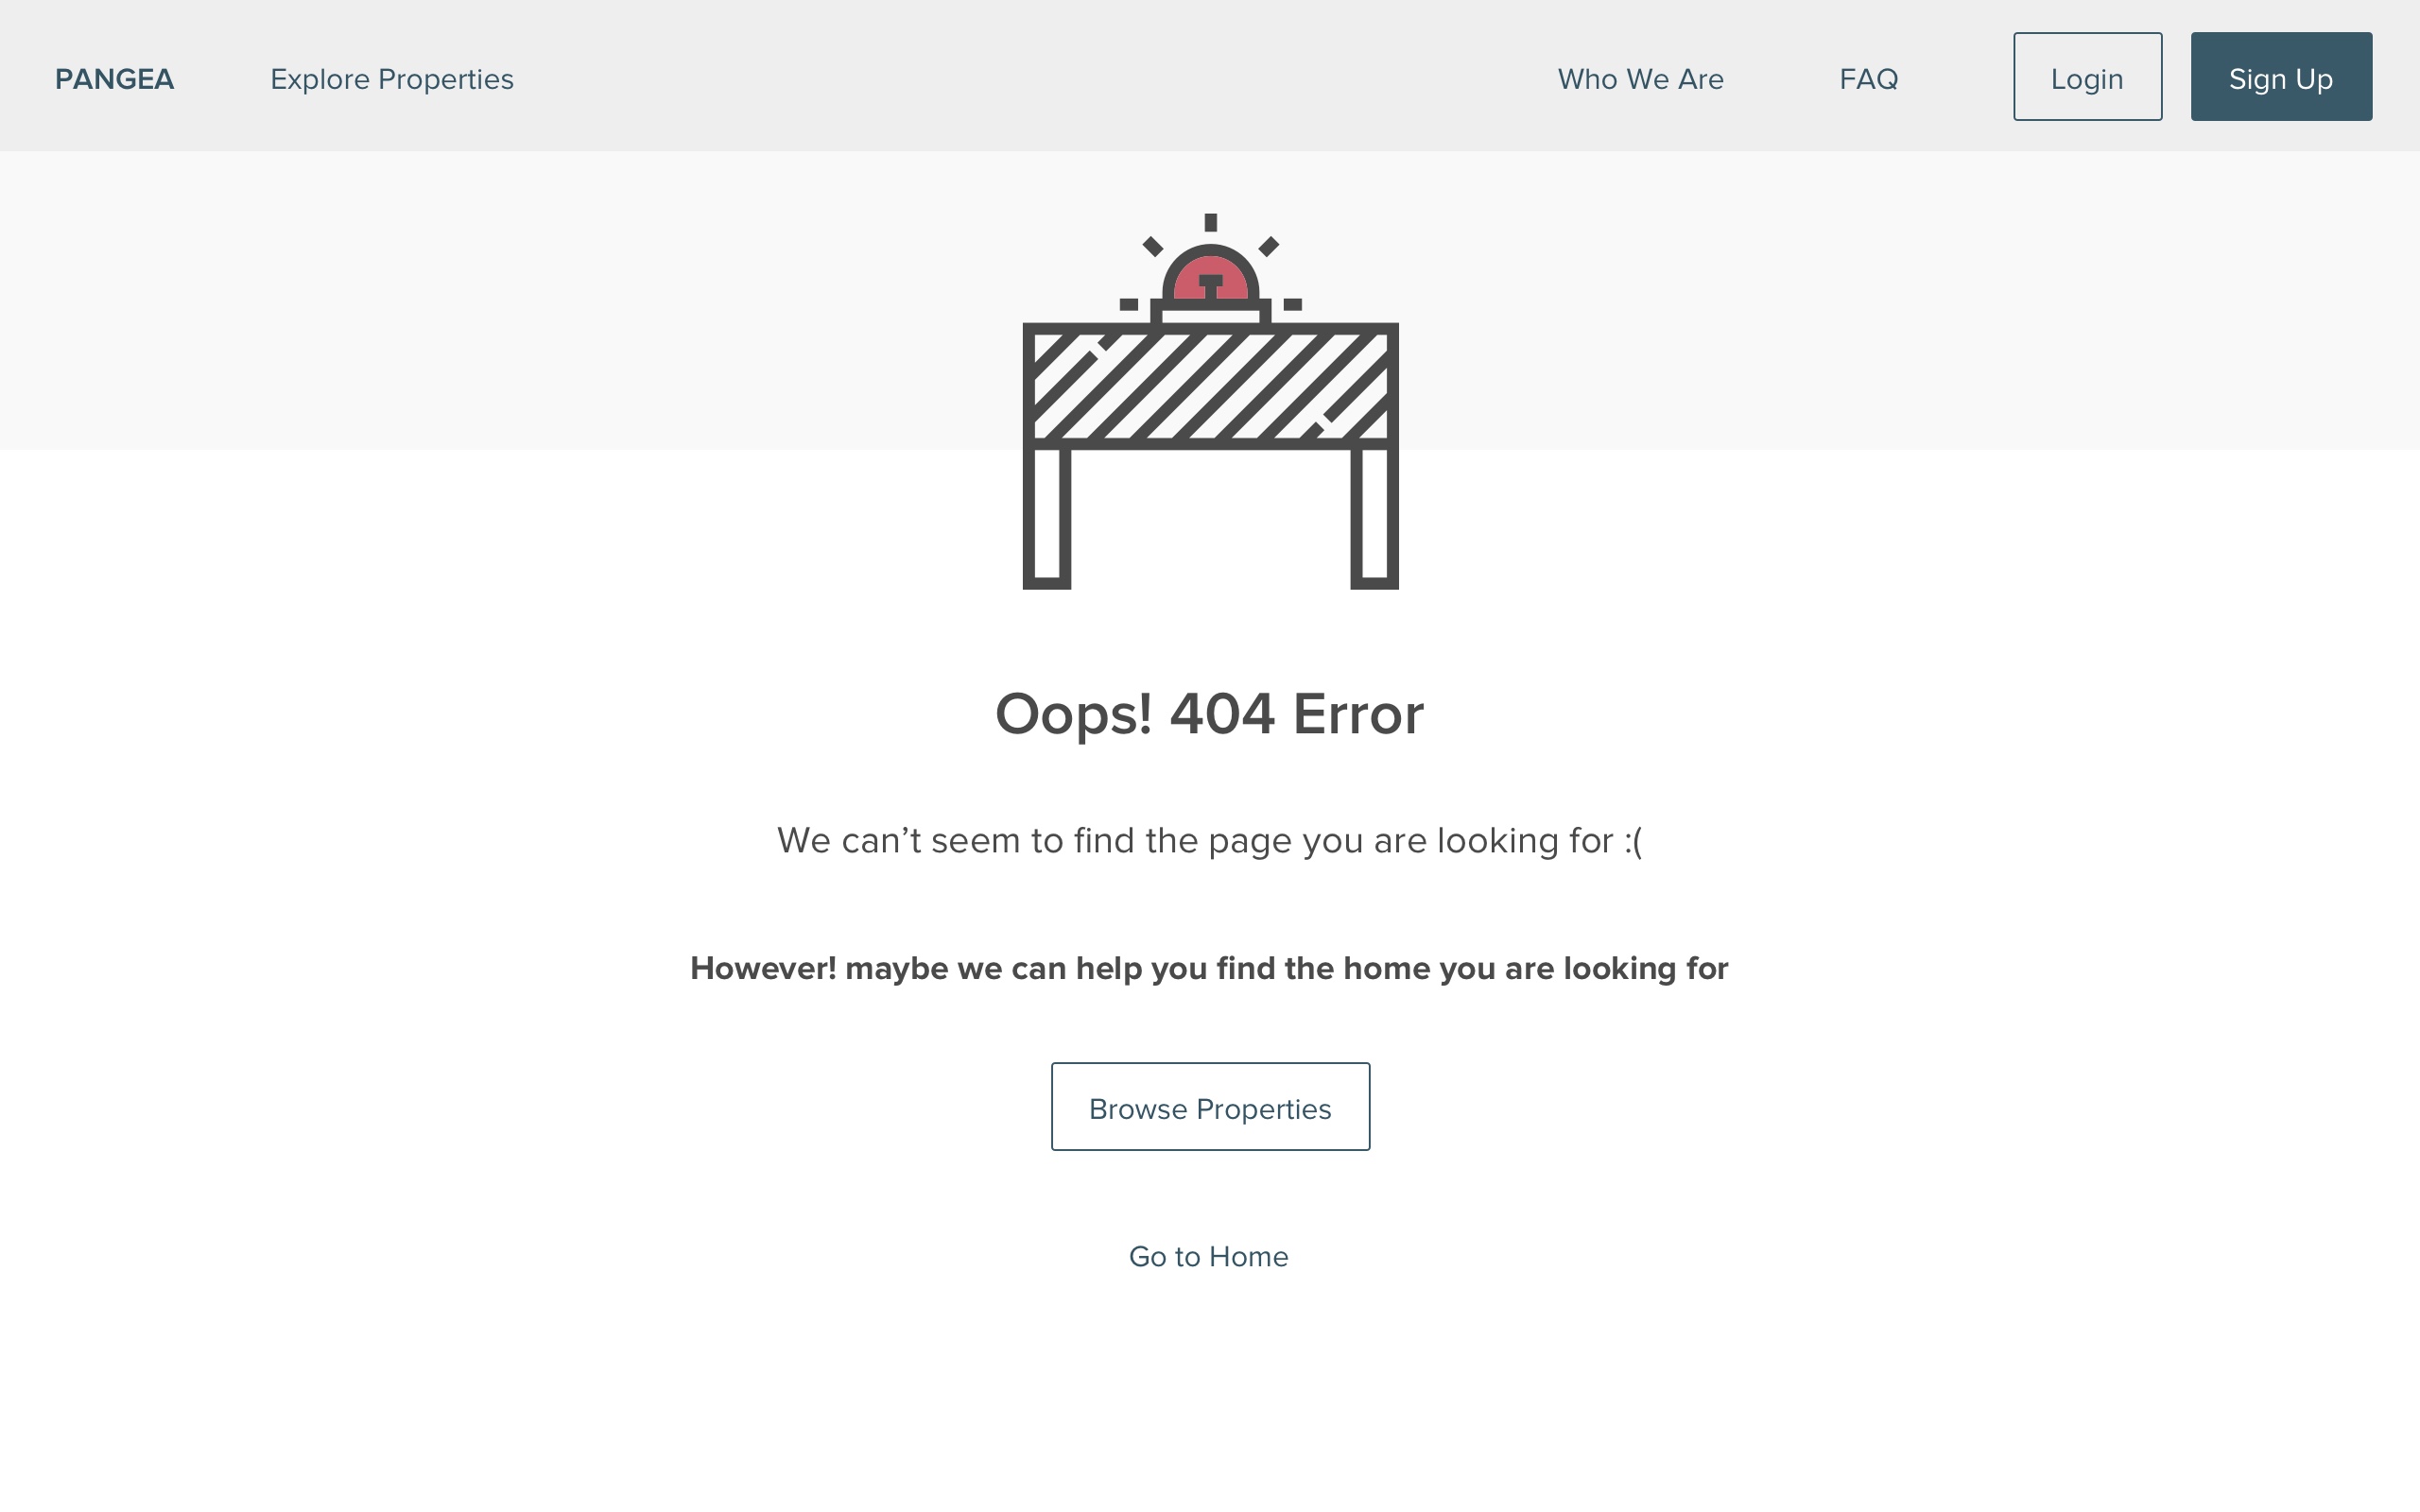 PANGEA
Explore Properties
Who We Are
FAQ
Login
Sign Up
Oops! 404 Error
We can’t seem to find the page you are looking for :(
However! maybe we can help you find the home you are looking for
Browse Properties
Go to Home